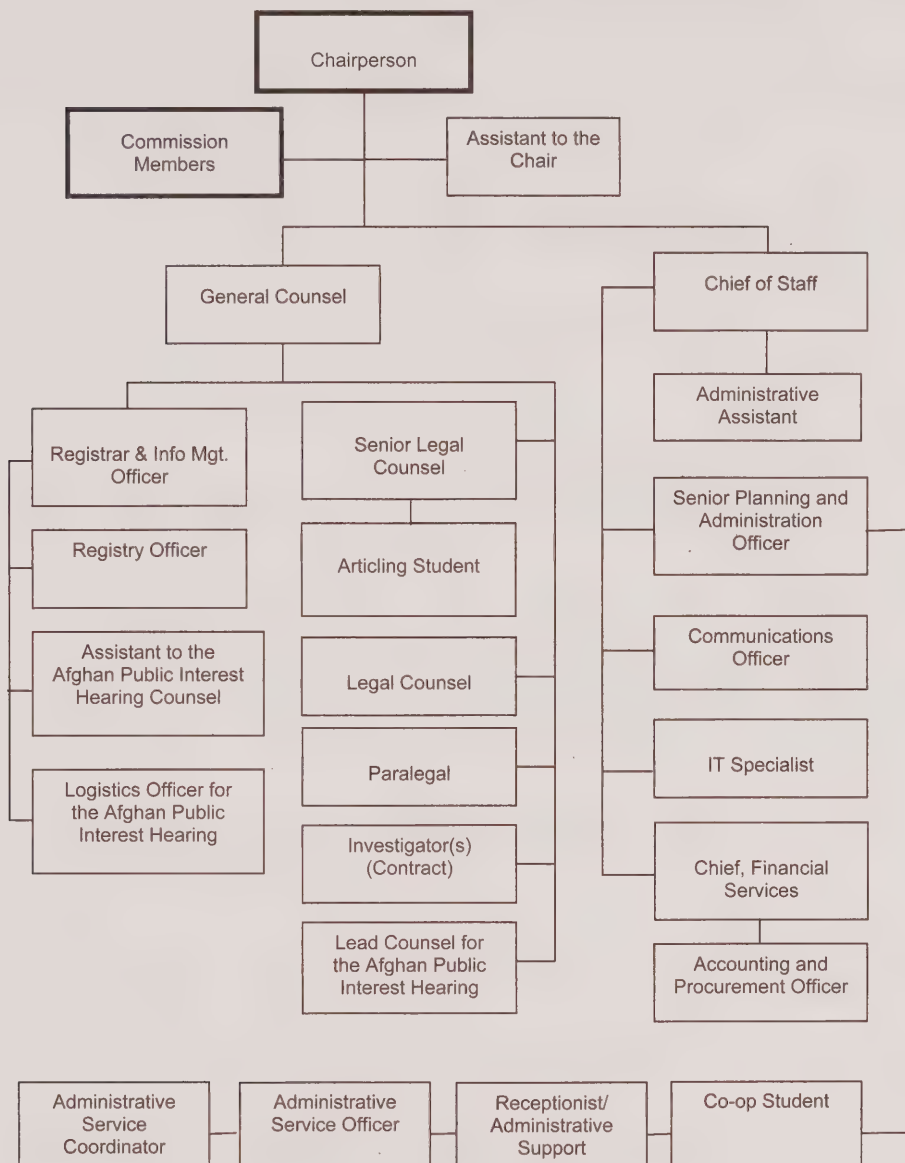 Chairperson
Commission
Members
Assistant to the
Chair
General Counsel
Chief of Staff
Administrative
Assistant
Registrar & Info Mgt.
Officer
Registry Officer
Assistant to the
Afghan Public Interest
Hearing Counsel
Logistics Officer for
the Afghan Public
Interest Hearing
Senior Legal
Counsel
Articling Student
Legal Counsel
Paralegal
Investigator(s)
(Contract)
Lead Counsel for
the Afghan Public
Interest Hearing
Senior Planning and
Administration
Officer
Communications
Officer
IT Specialist
Chief, Financial
Services
Accounting and
Procurement Officer
Administrative
Service
Coordinator
Administrative
Service Officer
Receptionist/
Administrative
Support
Co-op Student